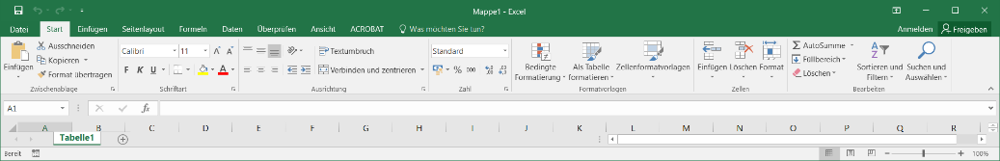 Mappe1 - Excel
Datei Start Einfügen Seitenlayout Formeln Daten Überprüfen Ansicht ACROBAT Was möchten Sie tun? Anmelden Freigeben
Einfügen
Ausschneiden
Kopieren
Format übertragen
Zwischenablage
Calibri 11
F K U
Schriftart
Textumbruch
Verbinden und zentrieren
Ausrichtung
Standard
% 000
Zahl
Bedingte Formatierung
Als Tabelle formatieren
Zellenformatvorlagen
Formatvorlagen
Einfügen Löschen Format
Zellen
AutoSumme
Füllbereich
Löschen
Sortieren und Filtern
Suchen und Auswählen
Bearbeiten
A1 fx
A B C D E F G H I J K L M N O P Q R
Tabelle1
Bereit 100%